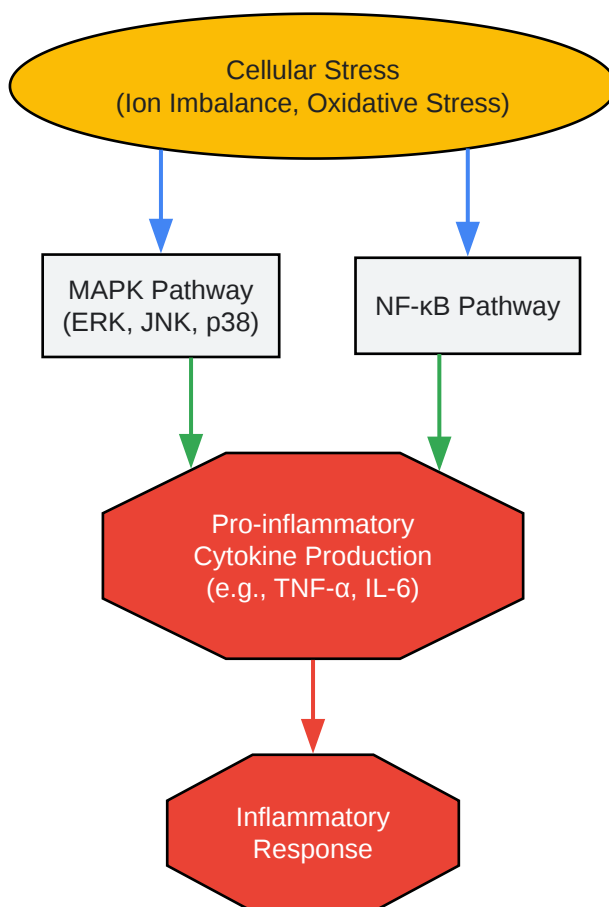 Cellular Stress
(Ion Imbalance, Oxidative Stress)
MAPK Pathway
(ERK, JNK, p38)
NF-κB Pathway
Pro-inflammatory
Cytokine Production
(e.g., TNF-α, IL-6)
Inflammatory
Response